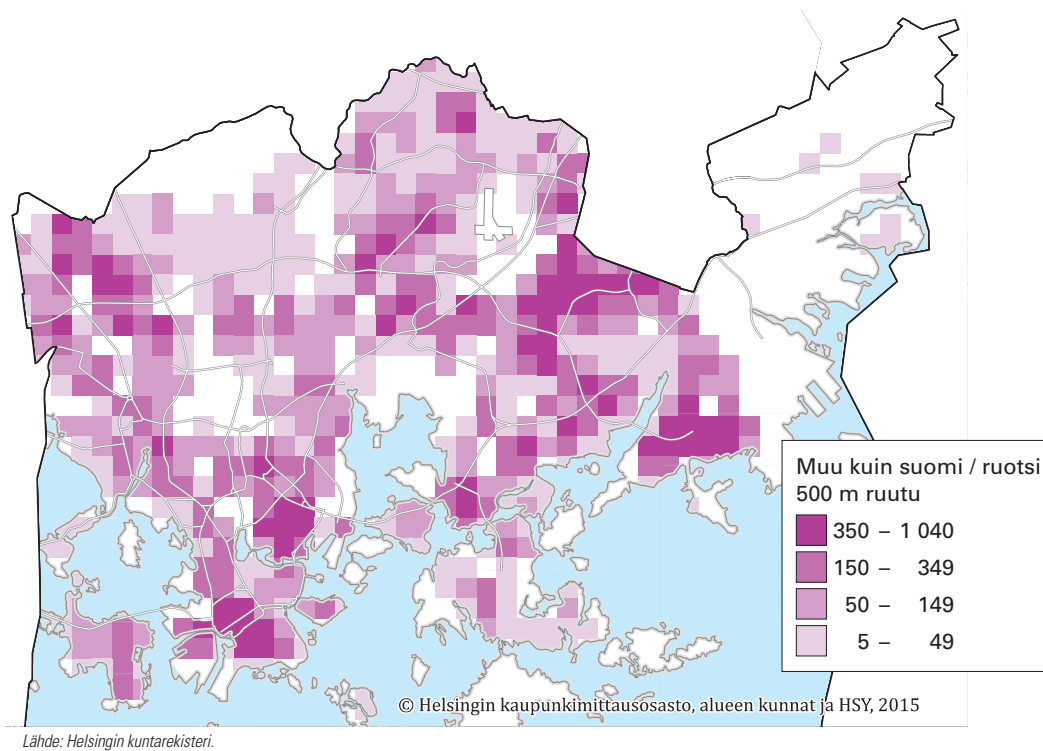 Muu kuin suomi / ruotsi
500 m ruutu
350 – 1 040
150 – 349
50 – 149
5 – 49
© Helsingin kaupunkimittausosasto, alueen kunnat ja HSY, 2015
Lähde: Helsingin kuntarekisteri.